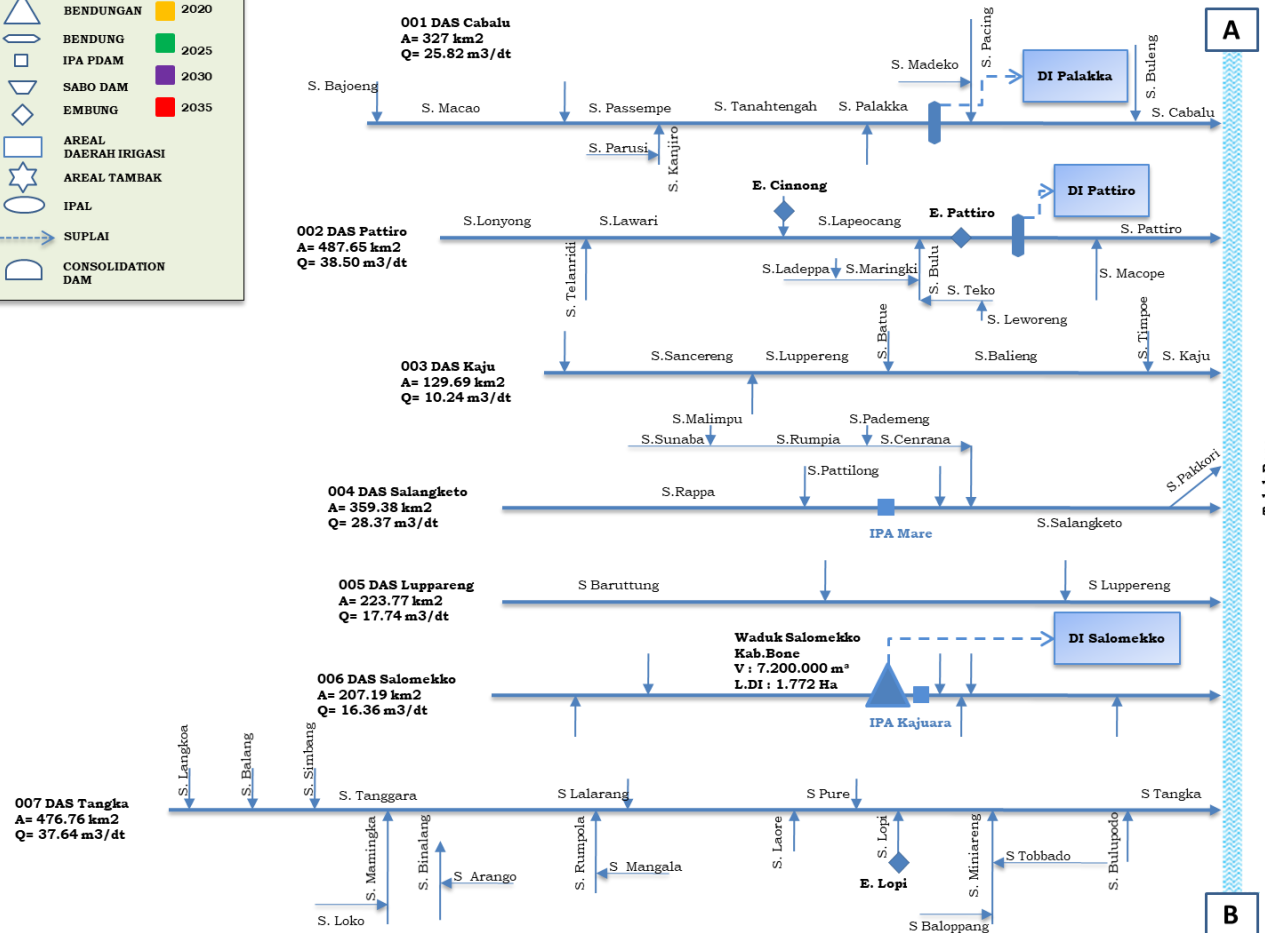 BENDUNGAN
2020
BENDUNG
2025
IPA PDAM
2030
SABO DAM
2035
EMBUNG
AREAL
DAERAH IRIGASI
AREAL TAMBAK
IPAL
SUPLAI
CONSOLIDATION
DAM
001 DAS Cabalu
A= 327 km2
Q= 25.82 m3/dt
S. Bajoeng
S. Macao
S. Passempe
S. Parusi
S. Kanjiro
S. Tanahtengah
S. Palakka
S. Madeko
S. Pacing
DI Palakka
S. Buleng
S. Cabalu
A
002 DAS Pattiro
A= 487.65 km2
Q= 38.50 m3/dt
S.Lonyong
S. Telanridi
S.Lawari
E. Cinnong
S.Lapeocang
S.Ladeppa
S.Maringki
S. Bulu
E. Pattiro
S. Teko
S. Leworeng
DI Pattiro
S. Pattiro
S. Macope
003 DAS Kaju
A= 129.69 km2
Q= 10.24 m3/dt
S.Sancereng
S.Luppereng
S. Batue
S.Balieng
S. Timpoe
S. Kaju
S.Malimpu
S.Pademeng
S.Sunaba
S.Rumpia
S.Cenrana
004 DAS Salangketo
A= 359.38 km2
Q= 28.37 m3/dt
S.Rappa
S.Pattilong
IPA Mare
S.Salangketo
S.Pakkori
005 DAS Luppareng
A= 223.77 km2
Q= 17.74 m3/dt
S Baruttung
S Luppereng
006 DAS Salomekko
A= 207.19 km2
Q= 16.36 m3/dt
Waduk Salomekko
Kab.Bone
V : 7.200.000 m³
L.DI : 1.772 Ha
IPA Kajuara
DI Salomekko
007 DAS Tangka
A= 476.76 km2
Q= 37.64 m3/dt
S. Langkoa
S. Balang
S. Simbang
S. Tanggara
S. Mamingka
S. Loko
S. Binalang
S Arango
S Lalarang
S. Rumpola
S Mangala
S. Laore
S Pure
S. Lopi
E. Lopi
S. Miniareng
S Tobbado
S Baloppang
S. Bulupodo
S Tangka
B